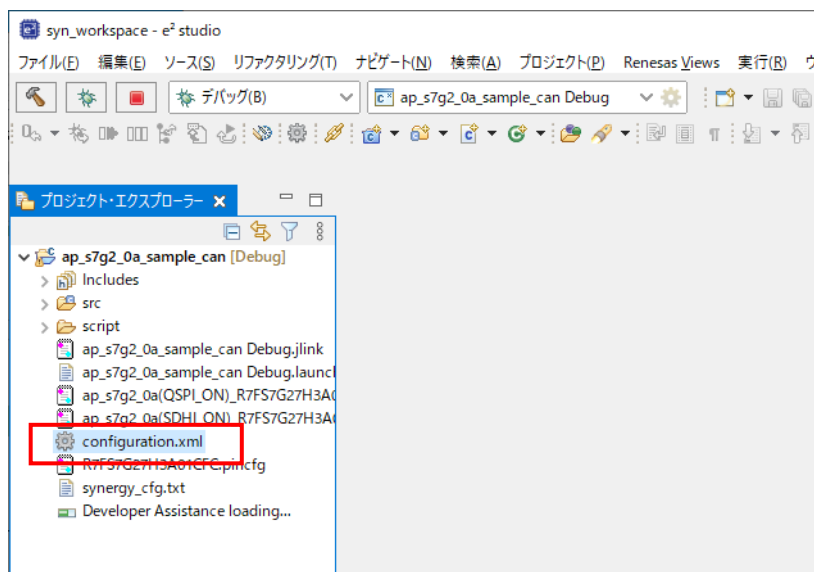 syn_workspace - e² studio
ファイル(F) 編集(E) ソース(S) リファクタリング(T) ナビゲート(N) 検索(A) プロジェクト(P) Renesas Views 実行(R)
デバッグ(B) ap_s7g2_0a_sample_can Debug
プロジェクト・エクスプローラー
ap_s7g2_0a_sample_can [Debug]
Includes
src
script
ap_s7g2_0a_sample_can Debug.jlink
ap_s7g2_0a_sample_can Debug.launch
ap_s7g2_0a(QSPI_ON)_R7FS7G27H3A0
ap_s7g2_0a(SDHI_ON)_R7FS7G27H3A0
configuration.xml
R7FS7G27H3A01CFC.pincfg
synergy_cfg.txt
Developer Assistance loading...